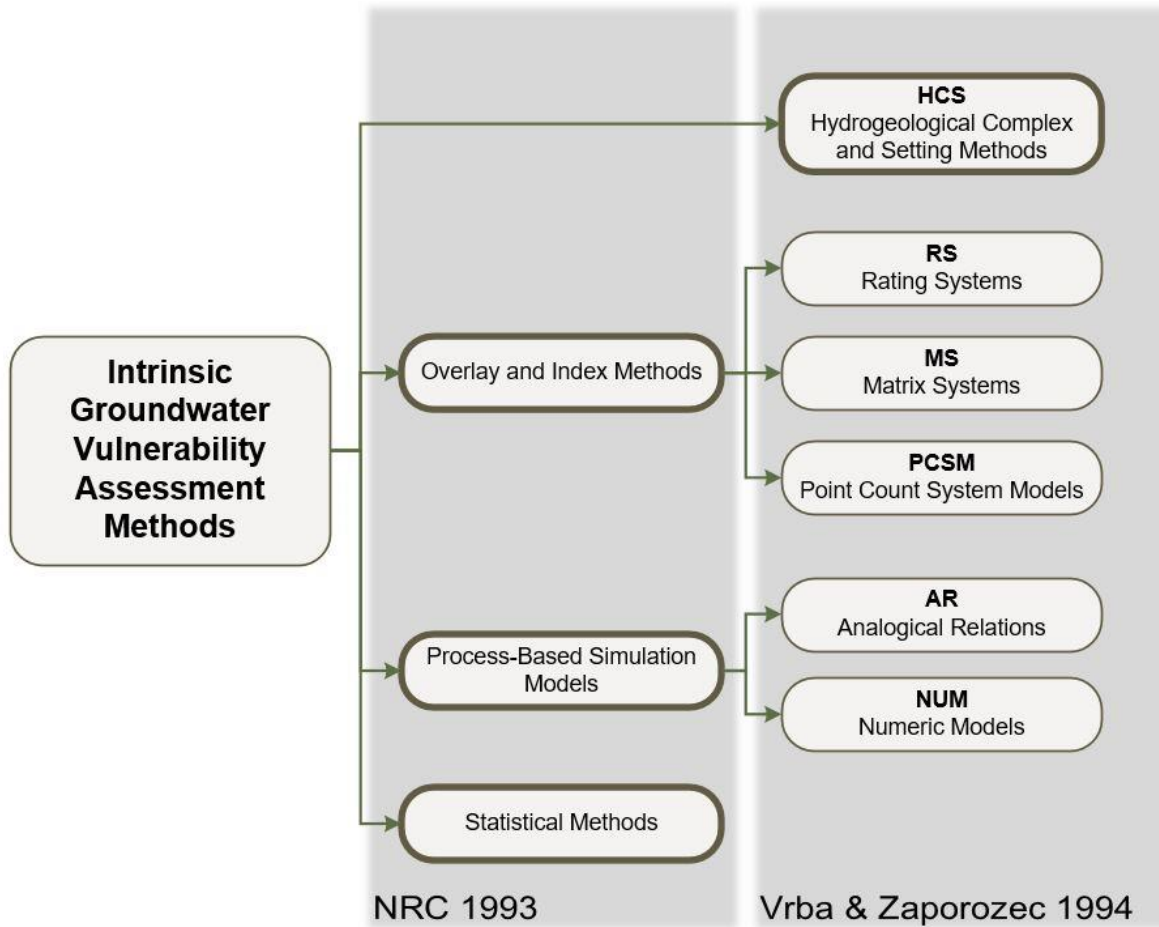 Intrinsic
Groundwater
Vulnerability
Assessment
Methods
Overlay and Index Methods
Process-Based Simulation
Models
Statistical Methods
NRC 1993
HCS
Hydrogeological Complex
and Setting Methods
RS
Rating Systems
MS
Matrix Systems
PCSM
Point Count System Models
AR
Analogical Relations
NUM
Numeric Models
Vrba & Zaporozec 1994